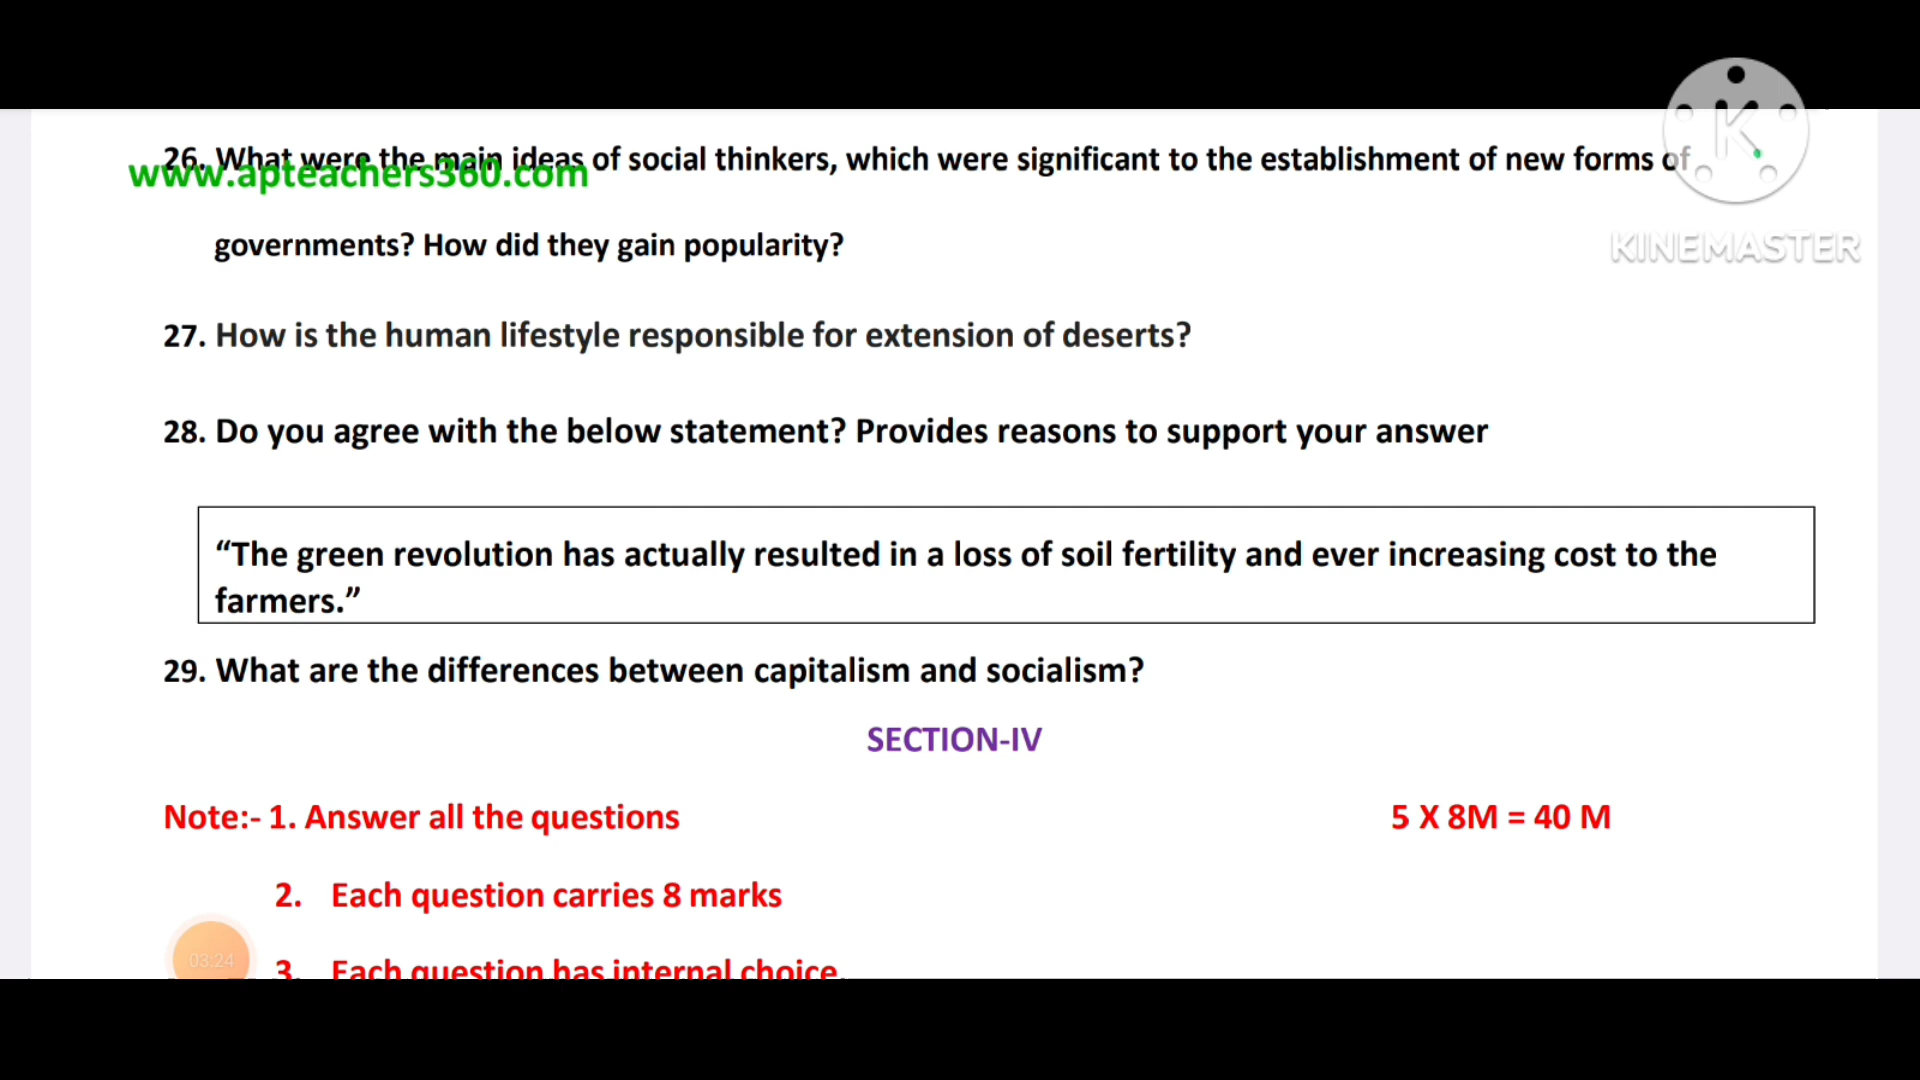 26. What were the main ideas of social thinkers, which were significant to the establishment of new forms of
www.apteachers360.com
K
KINEMASTER
governments? How did they gain popularity?
27. How is the human lifestyle responsible for extension of deserts?
28. Do you agree with the below statement? Provides reasons to support your answer
“The green revolution has actually resulted in a loss of soil fertility and ever increasing cost to the
farmers.”
29. What are the differences between capitalism and socialism?
SECTION-IV
Note:- 1. Answer all the questions 5 X 8M = 40 M
2. Each question carries 8 marks
03:24
3. Each question has internal choice.